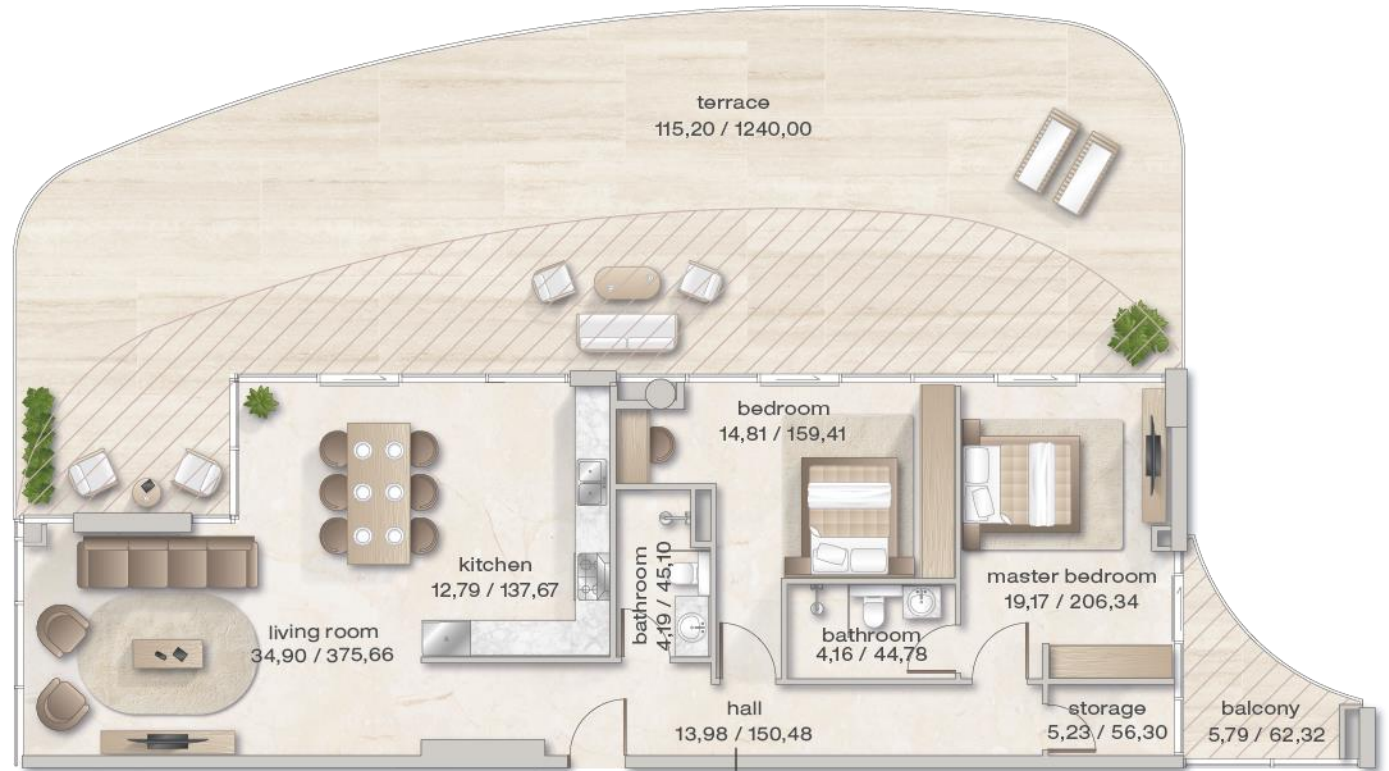 terrace
115,20 / 1240,00
bedroom
14,81 / 159,41
kitchen
12,79 / 137,67
bathroom
4,19 / 45,10
master bedroom
19,17 / 206,34
living room
34,90 / 375,66
bathroom
4,16 / 44,78
hall
13,98 / 150,48
storage
5,23 / 56,30
balcony
5,79 / 62,32